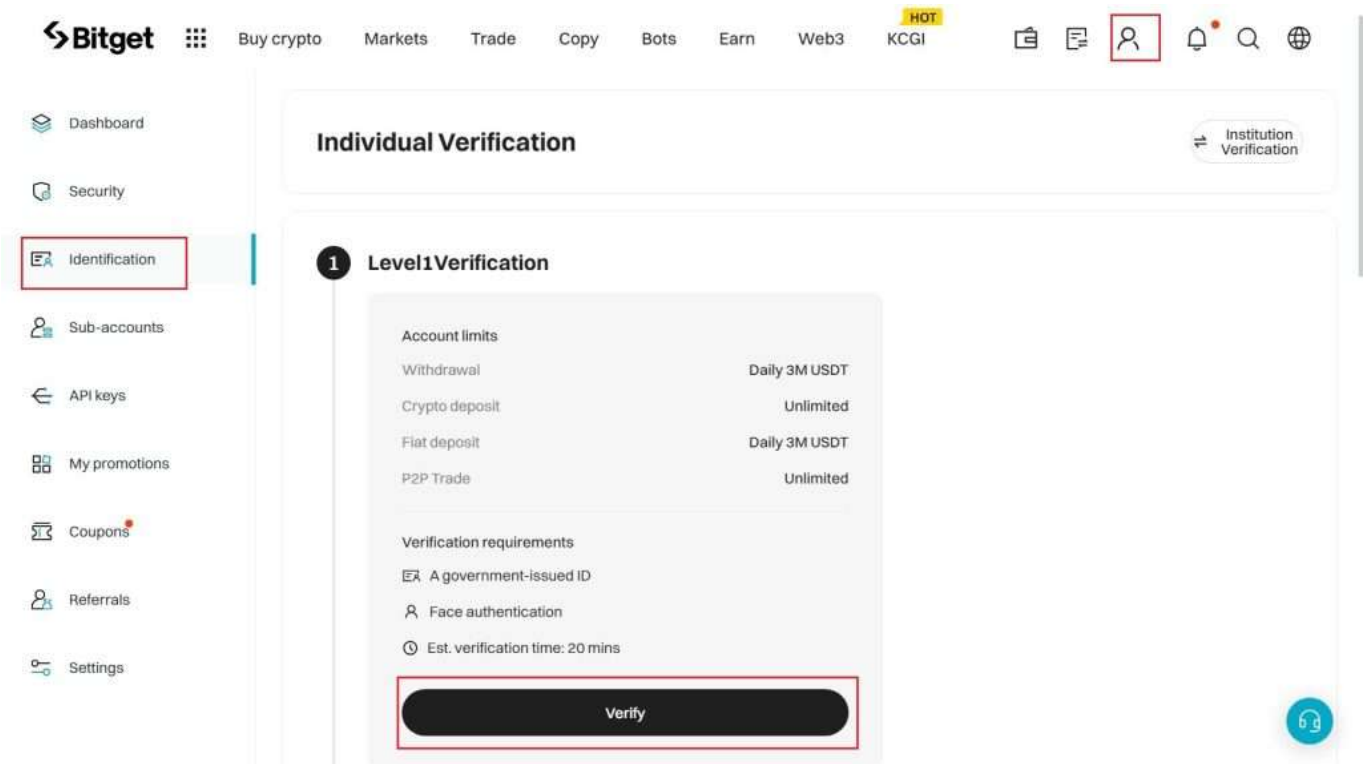 Bitget
Buy crypto
Markets
Trade
Copy
Bots
Earn
Web3
HOT
KCGI
Dashboard
Security
Identification
Sub-accounts
API keys
My promotions
Coupons
Referrals
Settings
Individual Verification
Institution
Verification
1 Level1Verification
Account limits
Withdrawal Daily 3M USDT
Crypto deposit Unlimited
Fiat deposit Daily 3M USDT
P2P Trade Unlimited
Verification requirements
A government-issued ID
Face authentication
Est. verification time: 20 mins
Verify